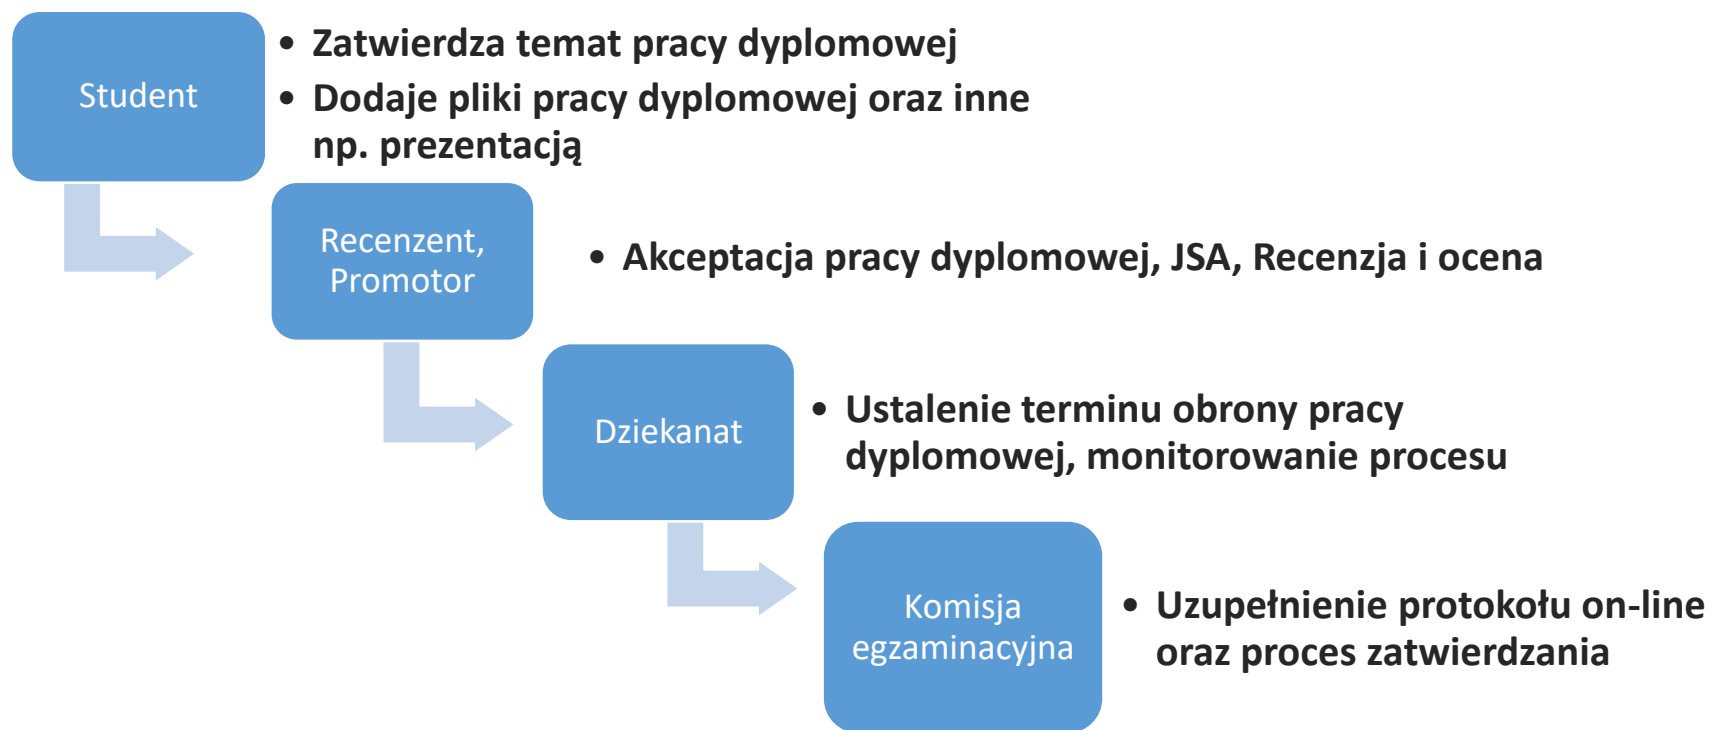 Student
• Zatwierdza temat pracy dyplomowej
• Dodaje pliki pracy dyplomowej oraz inne
np. prezentacją
Recenzent,
Promotor
• Akceptacja pracy dyplomowej, JSA, Recenzja i ocena
Dziekanat
• Ustalenie terminu obrony pracy
dyplomowej, monitorowanie procesu
Komisja
egzaminacyjna
• Uzupełnienie protokołu on-line
oraz proces zatwierdzania